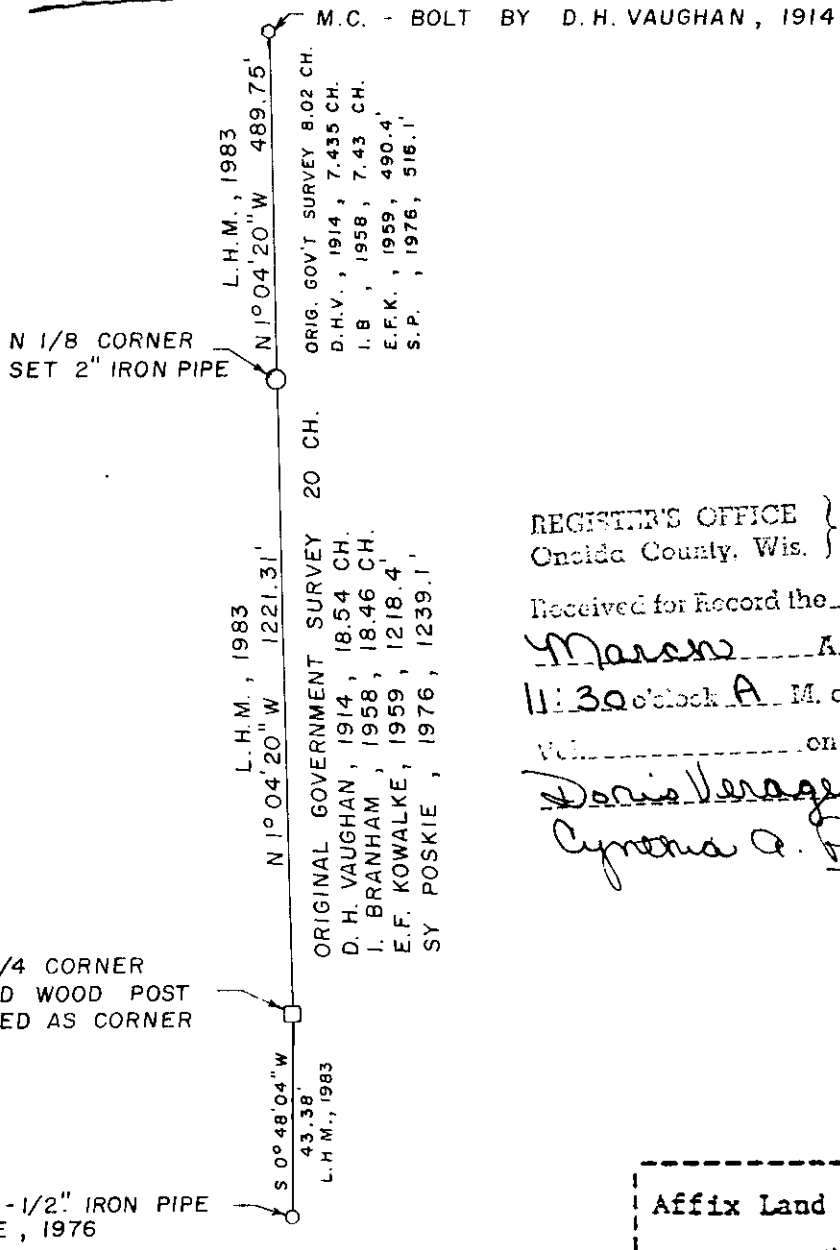 M.C. - BOLT BY D. H. VAUGHAN , 1914
L.H.M. , 1983
N 1° 04' 20" W 489.75'
ORIG. GOV'T SURVEY 8.02 CH.
D.H.V. , 1914 , 7.435 CH.
I. B , 1958 , 7.43 CH.
E.F.K. , 1959 , 490.4'
S.P. , 1976, 516.1'
N 1/8 CORNER
SET 2" IRON PIPE
L.H.M. , 1983
N 1° 04' 20" W 1221.31'
ORIGINAL GOVERNMENT SURVEY 20 CH.
D. H. VAUGHAN , 1914 , 18.54 CH.
I. BRANHAM , 1958 , 18.46 CH.
E.F. KOWALKE, 1959 , 1218.4'
SY POSKIE , 1976 , 1239.1'
REGISTER'S OFFICE
Oneida County, Wis.
Received for Record the
March A
11:30 o'clock A M.
Vol. on
Doris
Cynthia A.
/4 CORNER
D WOOD POST
ED AS CORNER
S 0° 48' 04" W
43.38'
L.H.M., 1983
-1/2" IRON PIPE
E , 1976
Affix Land